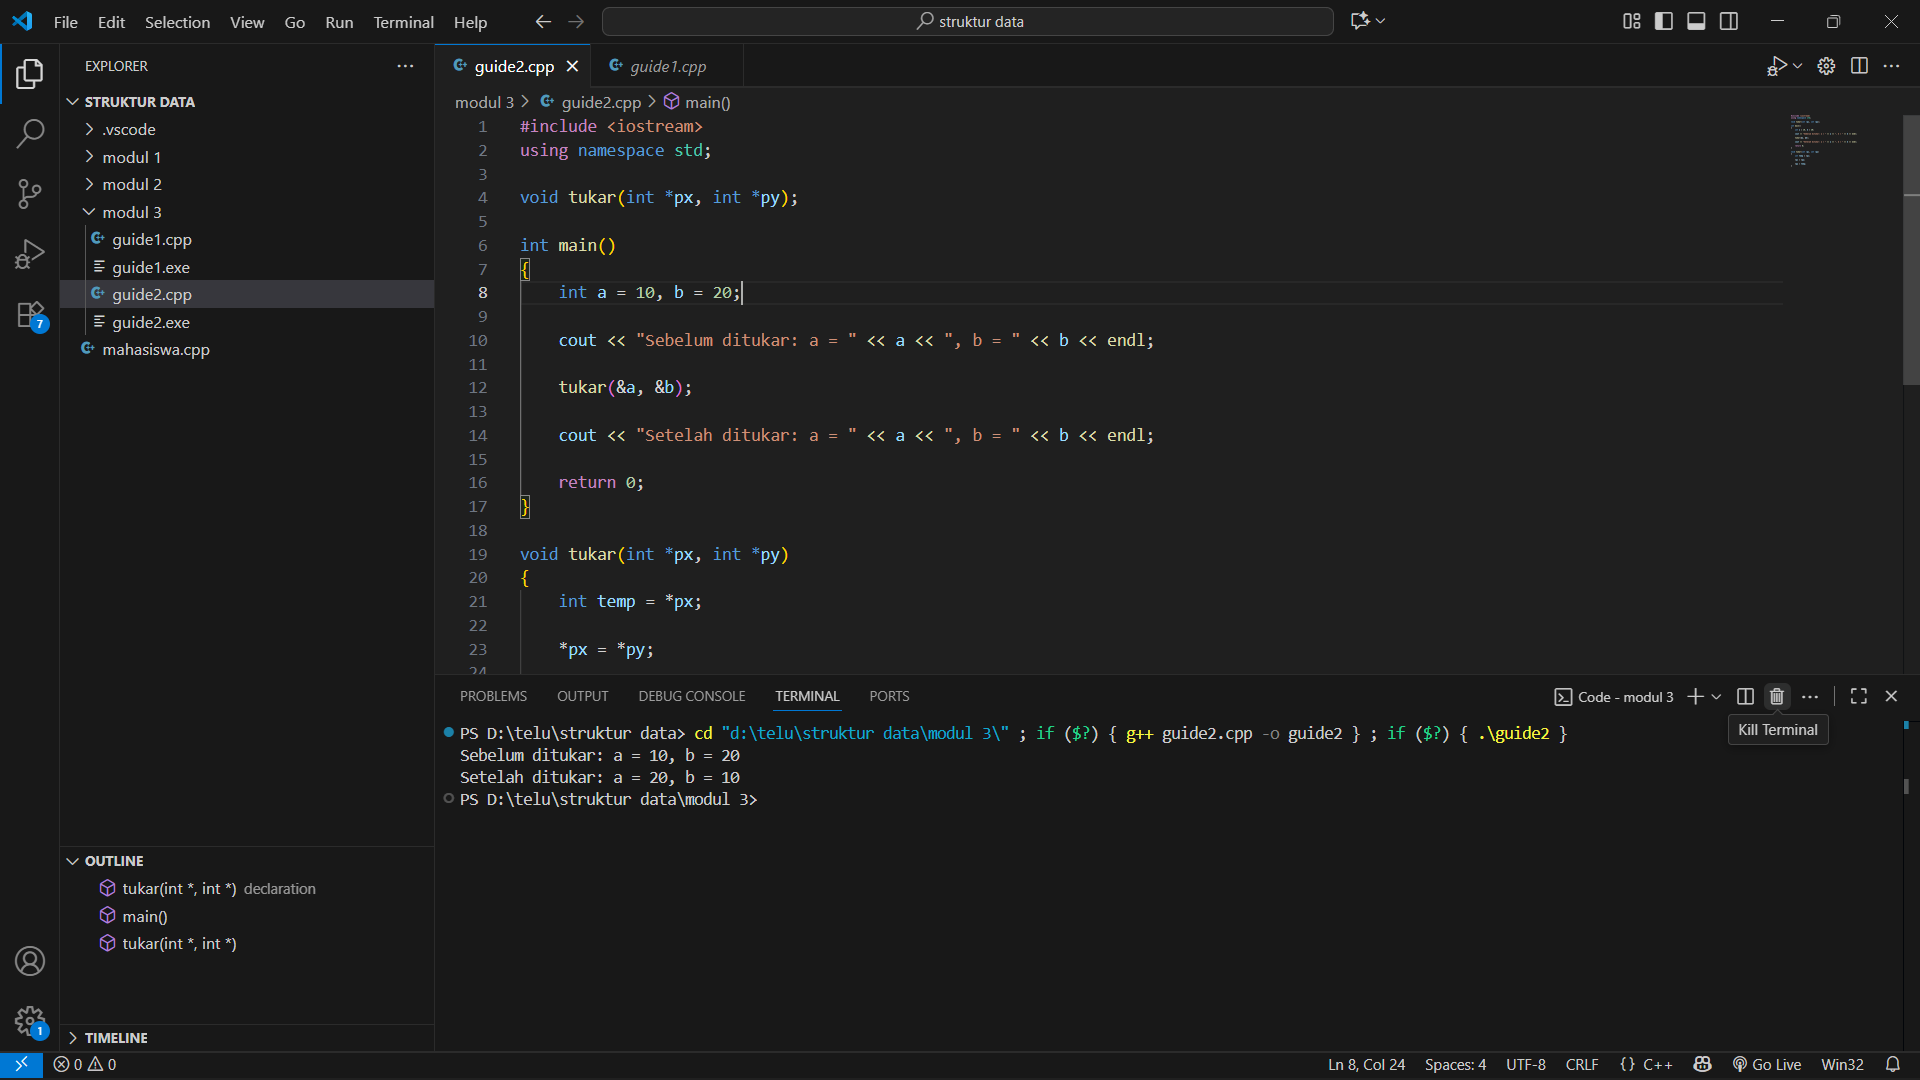 File Edit Selection View Go Run Terminal Help
struktur data
EXPLORER
STRUKTUR DATA
.vscode
modul 1
modul 2
modul 3
guide1.cpp
guide1.exe
guide2.cpp
guide2.exe
mahasiswa.cpp
7
OUTLINE
tukar(int *, int *) declaration
main()
tukar(int *, int *)
TIMELINE
1
guide2.cpp
guide1.cpp
modul 3 > guide2.cpp > main()
1 #include <iostream>
2 using namespace std;
3
4 void tukar(int *px, int *py);
5
6 int main()
7 {
8 int a = 10, b = 20;
9
10 cout << "Sebelum ditukar: a = " << a << ", b = " << b << endl;
11
12 tukar(&a, &b);
13
14 cout << "Setelah ditukar: a = " << a << ", b = " << b << endl;
15
16 return 0;
17 }
18
19 void tukar(int *px, int *py)
20 {
21 int temp = *px;
22
23 *px = *py;
24
PROBLEMS OUTPUT DEBUG CONSOLE TERMINAL PORTS
Code - modul 3
Kill Terminal
PS D:\telu\struktur data> cd "d:\telu\struktur data\modul 3\" ; if ($?) { g++ guide2.cpp -o guide2 } ; if ($?) { .\guide2 }
Sebelum ditukar: a = 10, b = 20
Setelah ditukar: a = 20, b = 10
PS D:\telu\struktur data\modul 3>
0 0
Ln 8, Col 24 Spaces: 4 UTF-8 CRLF {} C++ Go Live Win32